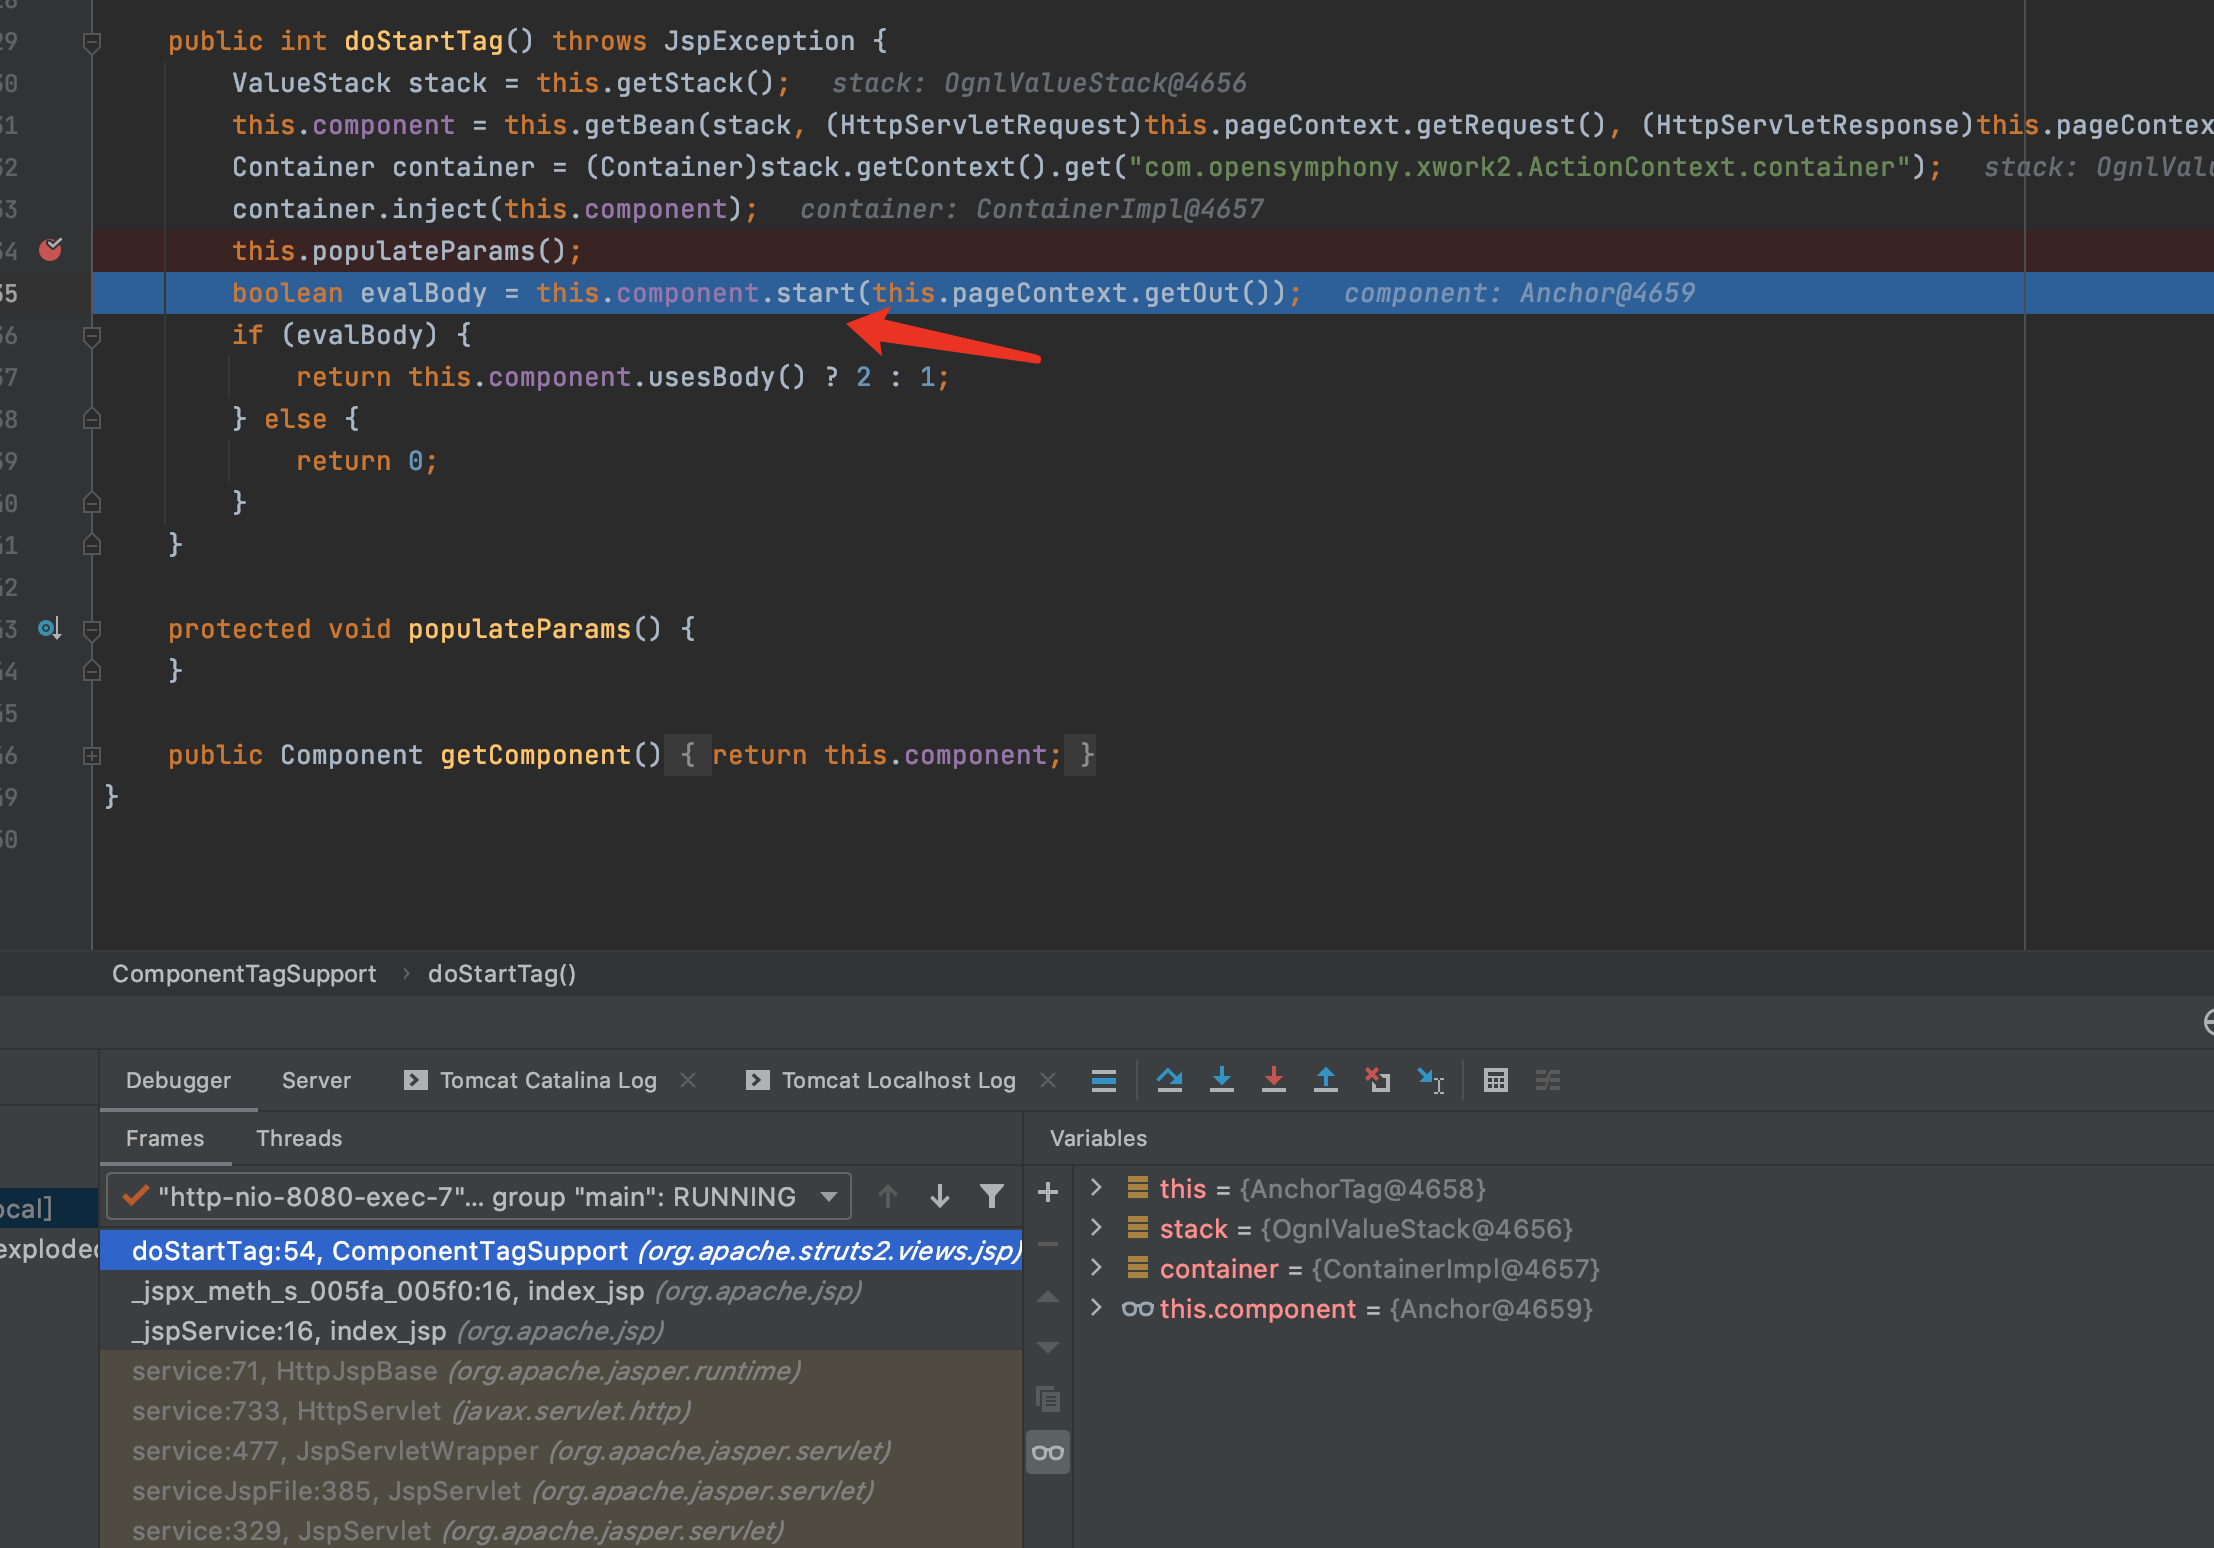 29 public int doStartTag() throws JspException {
30 ValueStack stack = this.getStack(); stack: OgnlValueStack@4656
31 this.component = this.getBean(stack, (HttpServletRequest)this.pageContext.getRequest(), (HttpServletResponse)this.pageContex
32 Container container = (Container)stack.getContext().get("com.opensymphony.xwork2.ActionContext.container"); stack: OgnlVal
33 container.inject(this.component); container: ContainerImpl@4657
34 this.populateParams();
35 boolean evalBody = this.component.start(this.pageContext.getOut()); component: Anchor@4659
36 if (evalBody) {
37 return this.component.usesBody() ? 2 : 1;
38 } else {
39 return 0;
40 }
41 }
42
43 protected void populateParams() {
44 }
45
46 public Component getComponent() { return this.component; }
49 }
50
ComponentTagSupport › doStartTag()
Debugger Server Tomcat Catalina Log Tomcat Localhost Log
Frames Threads Variables
"http-nio-8080-exec-7"... group "main": RUNNING
ocal]
exploded
doStartTag:54, ComponentTagSupport (org.apache.struts2.views.jsp)
_jspx_meth_s_005fa_005f0:16, index_jsp (org.apache.jsp)
_jspService:16, index_jsp (org.apache.jsp)
service:71, HttpJspBase (org.apache.jasper.runtime)
service:733, HttpServlet (javax.servlet.http)
service:477, JspServletWrapper (org.apache.jasper.servlet)
serviceJspFile:385, JspServlet (org.apache.jasper.servlet)
service:329, JspServlet (org.apache.jasper.servlet)
this = {AnchorTag@4658}
stack = {OgnlValueStack@4656}
container = {ContainerImpl@4657}
this.component = {Anchor@4659}